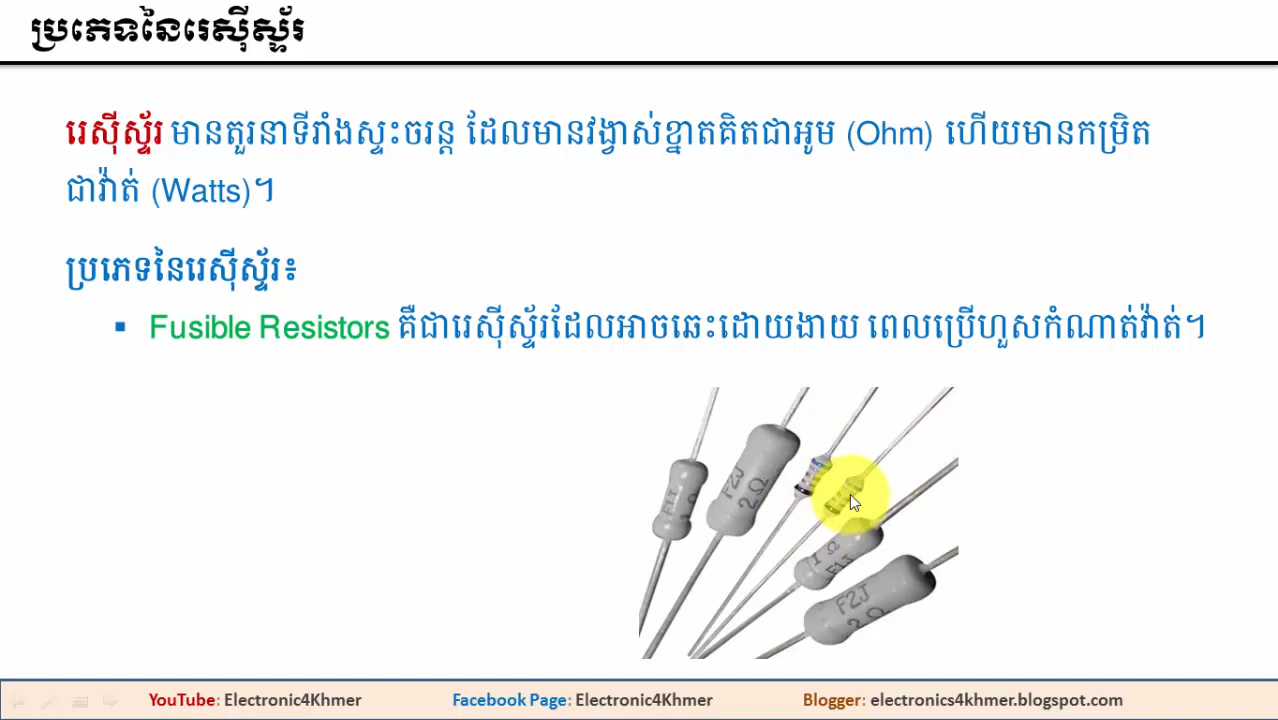 ប្រភេទនៃរេស៊ីស្ទ័រ
រេស៊ីស្ទ័រ មានតួរនាទីរាំងស្ទះចរន្ត ដែលមានរង្វាស់ខ្នាតគិតជាអូម (Ohm) ហើយមានកម្រិត
ជាវ៉ាត់ (Watts)។
ប្រភេទនៃរេស៊ីស្ទ័រ៖
▪ Fusible Resistors គឺជារេស៊ីស្ទ័រដែលអាចឆេះដោយងាយ ពេលប្រើហួសកំណាត់វ៉ាត់។
F1J
Ω
F2J
2 Ω
1 Ω
F1J
F2J
2 Ω
YouTube: Electronic4Khmer Facebook Page: Electronic4Khmer Blogger: electronics4khmer.blogspot.com